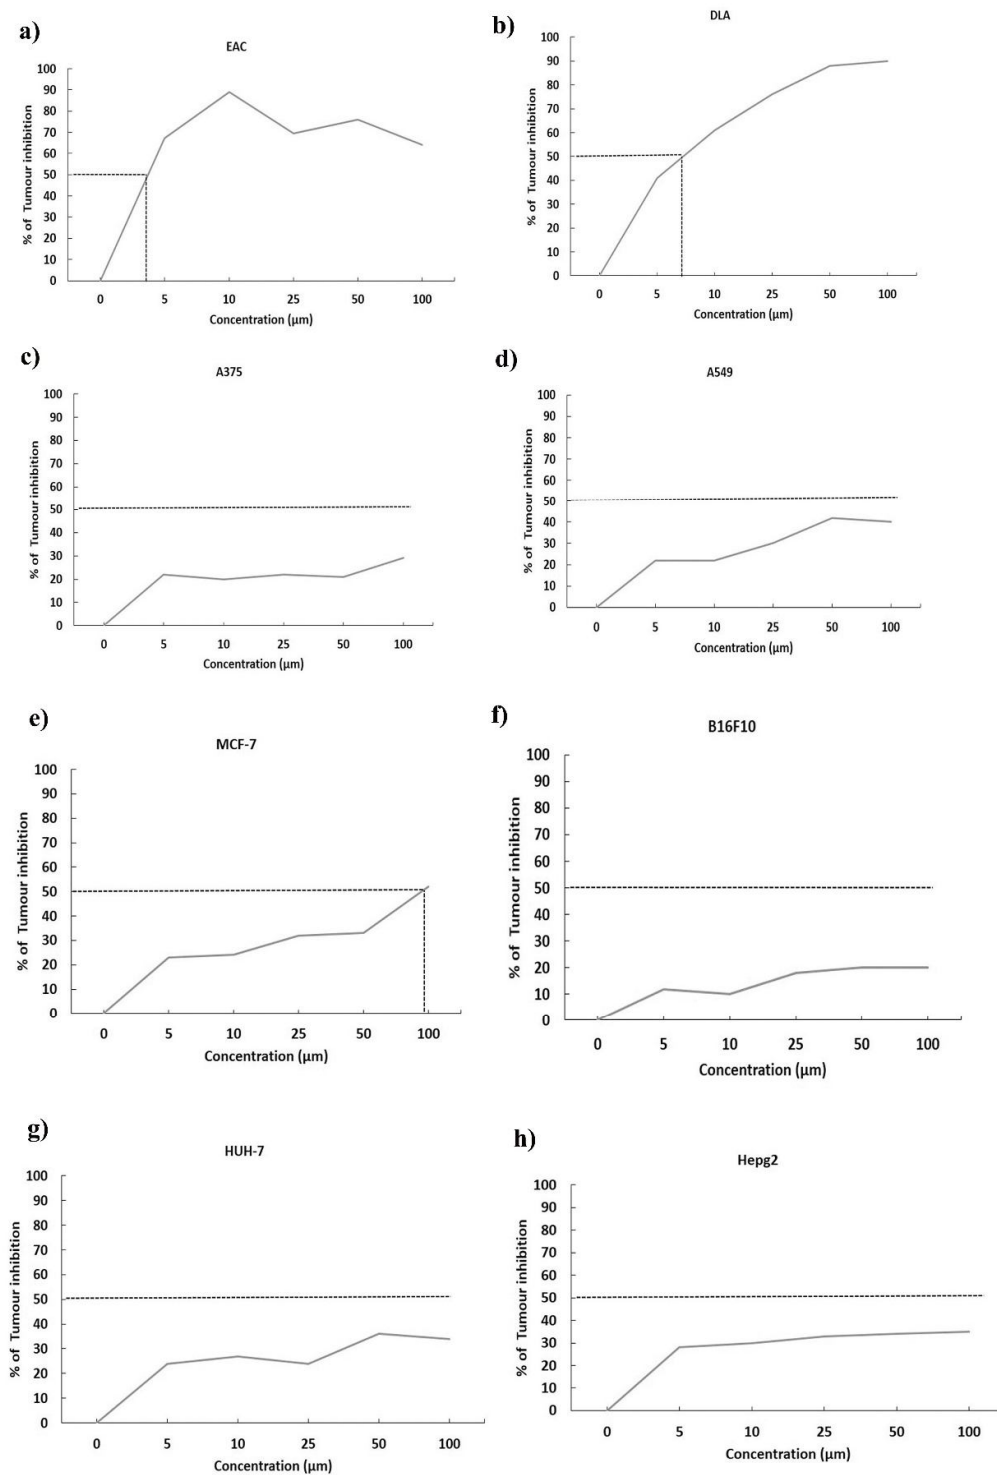 a)
EAC
% of Tumour inhibition
100
90
80
70
60
50
40
30
20
10
0
0 5 10 25 50 100
Concentration (µm)
b)
DLA
% of Tumour inhibition
100
90
80
70
60
50
40
30
20
10
0
0 5 10 25 50 100
Concentration (µm)
c)
A375
% of Tumour inhibition
100
90
80
70
60
50
40
30
20
10
0
0 5 10 25 50 100
Concentration (µm)
d)
A549
% of Tumour inhibition
100
90
80
70
60
50
40
30
20
10
0
0 5 10 25 50 100
Concentration (µm)
e)
MCF-7
% of Tumour inhibition
100
90
80
70
60
50
40
30
20
10
0
0 5 10 25 50 100
Concentration (µm)
f)
B16F10
% of Tumour inhibition
100
90
80
70
60
50
40
30
20
10
0
0 5 10 25 50 100
Concentration (µm)
g)
HUH-7
% of Tumour inhibition
100
90
80
70
60
50
40
30
20
10
0
0 5 10 25 50 100
Concentration (µm)
h)
Hepg2
% of Tumour inhibition
100
90
80
70
60
50
40
30
20
10
0
0 5 10 25 50 100
Concentration (µm)